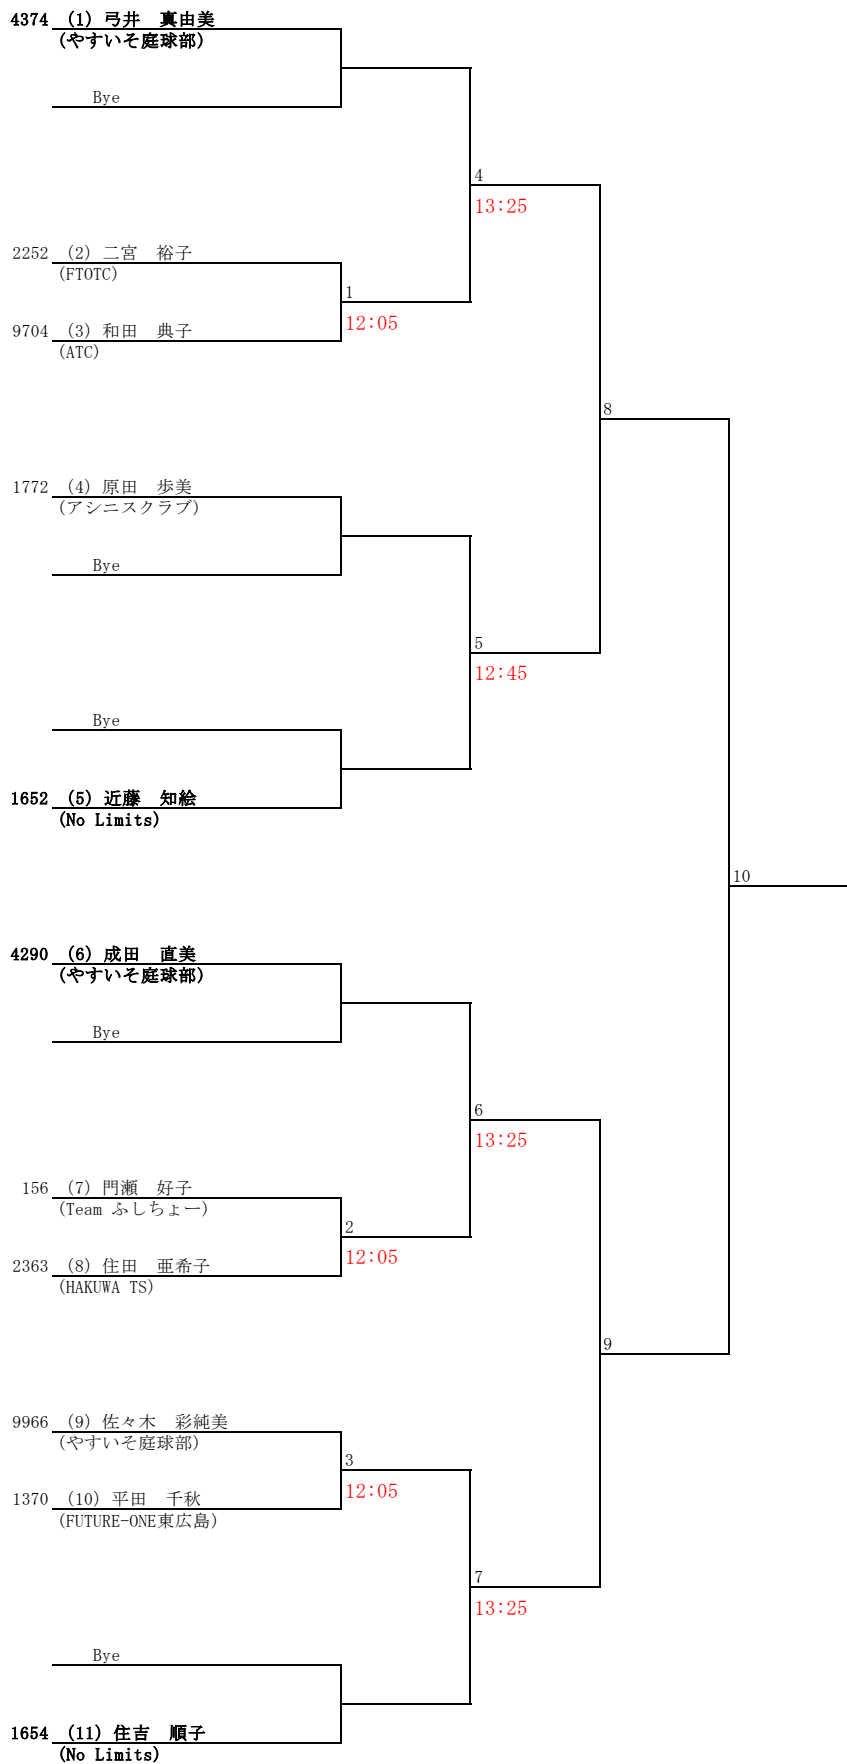 4374 (1) 弓井　真由美
(やすいそ庭球部)
Bye
4
13:25
2252 (2) 二宮　裕子
(FTOTC)
1
12:05
9704 (3) 和田　典子
(ATC)
8
1772 (4) 原田　歩美
(アシニスクラブ)
Bye
5
12:45
Bye
1652 (5) 近藤　知絵
(No Limits)
10
4290 (6) 成田　直美
(やすいそ庭球部)
Bye
6
13:25
156 (7) 門瀬　好子
(Team ふしちょー)
2
12:05
2363 (8) 住田　亜希子
(HAKUWA TS)
9
9966 (9) 佐々木　彩純美
(やすいそ庭球部)
3
12:05
1370 (10) 平田　千秋
(FUTURE-ONE東広島)
7
13:25
Bye
1654 (11) 住吉　順子
(No Limits)